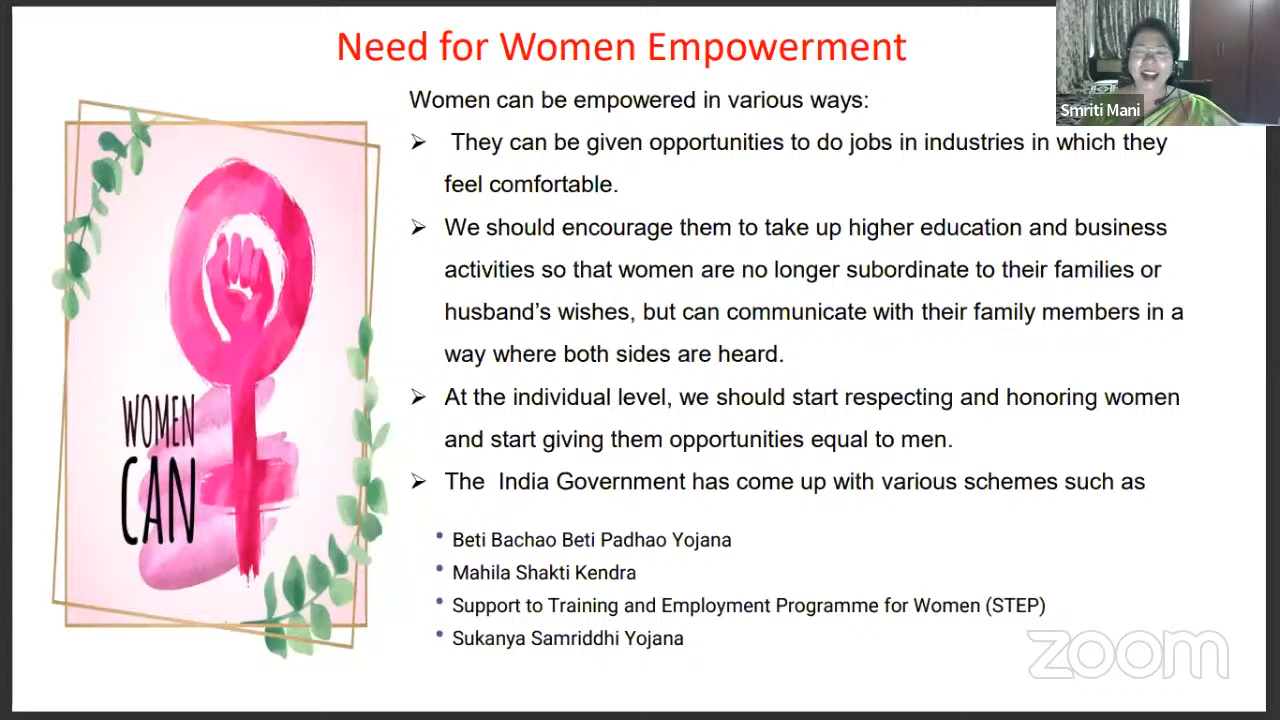 Need for Women Empowerment
Smriti Mani
Women can be empowered in various ways:
➢ They can be given opportunities to do jobs in industries in which they
feel comfortable.
➢ We should encourage them to take up higher education and business
activities so that women are no longer subordinate to their families or
husband's wishes, but can communicate with their family members in a
way where both sides are heard.
➢ At the individual level, we should start respecting and honoring women
and start giving them opportunities equal to men.
➢ The India Government has come up with various schemes such as
• Beti Bachao Beti Padhao Yojana
• Mahila Shakti Kendra
• Support to Training and Employment Programme for Women (STEP)
• Sukanya Samriddhi Yojana
WOMEN
CAN
zoom